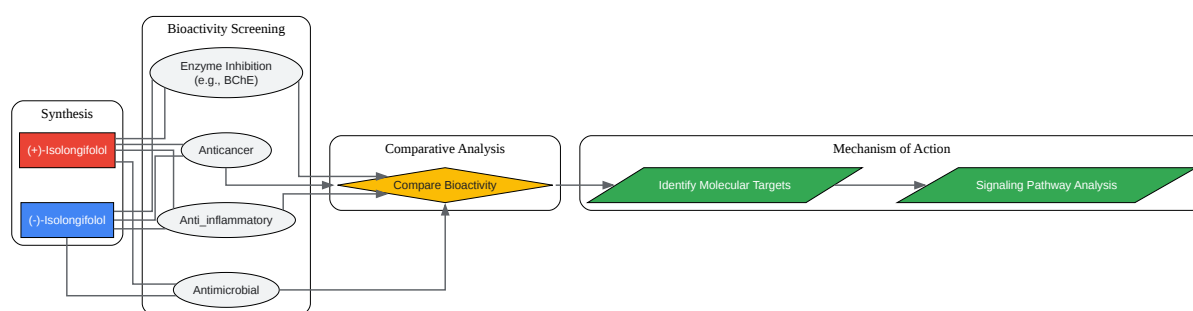 Synthesis
(+)-Isolongifolol
(-)-Isolongifolol
Bioactivity Screening
Enzyme Inhibition
(e.g., BChE)
Anticancer
Anti_inflammatory
Antimicrobial
Comparative Analysis
Compare Bioactivity
Mechanism of Action
Identify Molecular Targets
Signaling Pathway Analysis